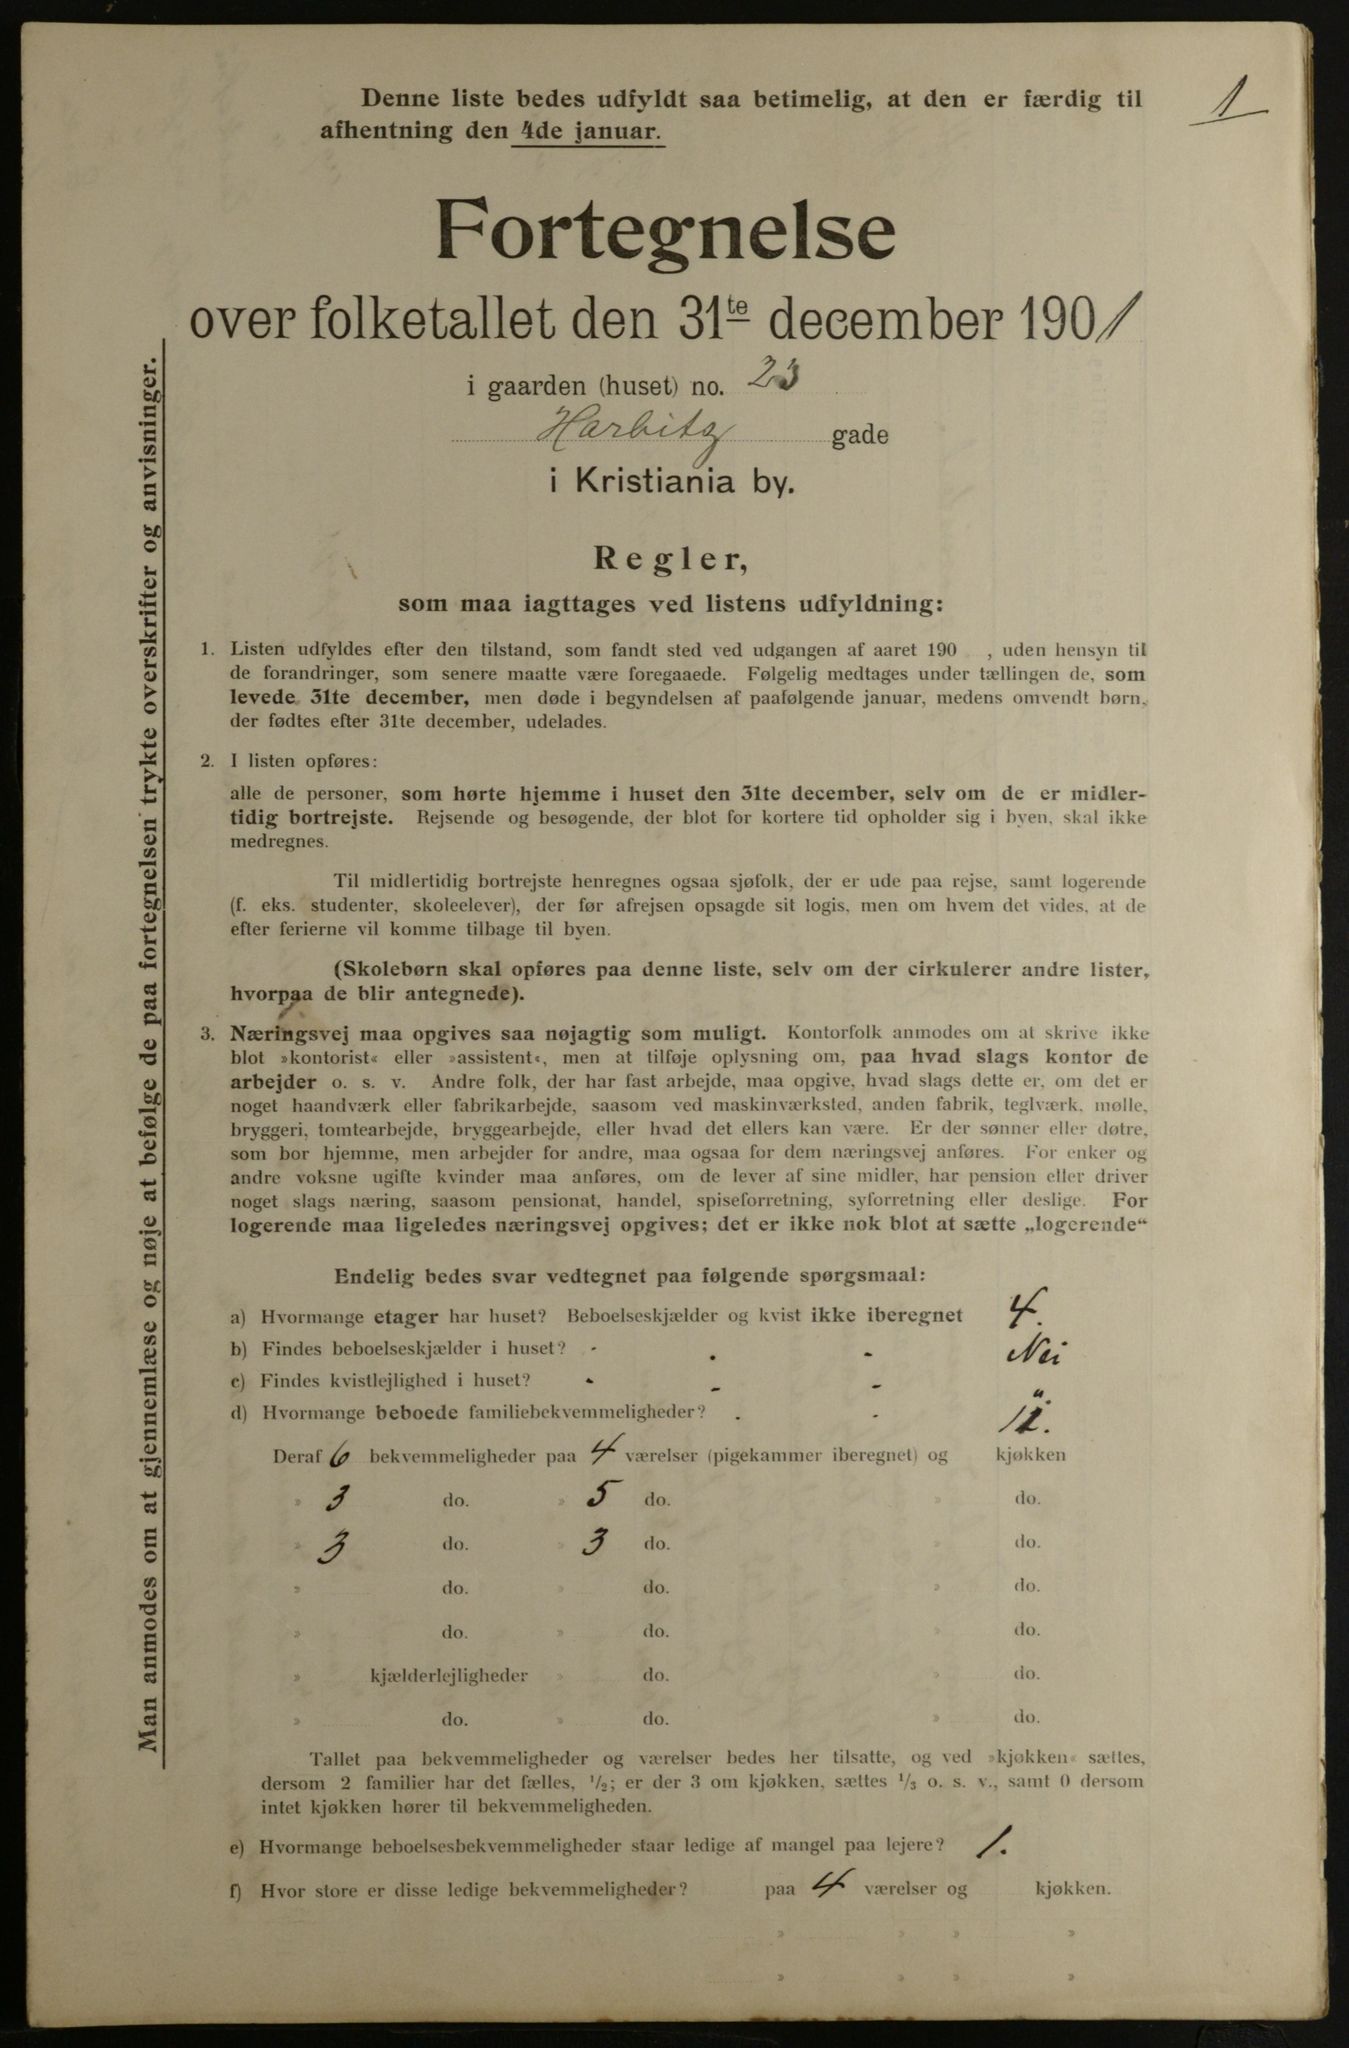 1
Denne liste bedes udfyldt saa betimelig, at den er færdig til
afhentning den 4de januar.
Fortegnelse
over folketallet den 31te december 1901
i gaarden (huset) no. 23
Harbitz gade
i Kristiania by.
Regler,
som maa iagttages ved listens udfyldning:
1. Listen udfyldes efter den tilstand, som fandt sted ved udgangen af aaret 190 , uden hensyn til
de forandringer, som senere maatte være foregaaede. Følgelig medtages under tællingen de, som
levede 31te december, men døde i begyndelsen af paafølgende januar, medens omvendt børn,
der fødtes efter 31te december, udelades.
2. I listen opføres:
alle de personer, som hørte hjemme i huset den 31te december, selv om de er midler-
tidig bortrejste. Rejsende og besøgende, der blot for kortere tid opholder sig i byen, skal ikke
medregnes.
Til midlertidig bortrejste henregnes ogsaa sjøfolk, der er ude paa rejse, samt logerende
(f. eks. studenter, skoleelever), der før afrejsen opsagde sit logis, men om hvem det vides, at de
efter ferierne vil komme tilbage til byen.
(Skolebørn skal opføres paa denne liste, selv om der cirkulerer andre lister,
hvorpaa de blir antegnede).
3. Næringsvej maa opgives saa nøjagtig som muligt. Kontorfolk anmodes om at skrive ikke
blot »kontorist« eller »assistent«, men at tilføje oplysning om, paa hvad slags kontor de
arbejder o. s. v. Andre folk, der har fast arbejde, maa opgive, hvad slags dette er, om det er
noget haandværk eller fabrikarbejde, saasom ved maskinværksted, anden fabrik, teglværk, mølle,
bryggeri, tomtearbejde, bryggearbejde, eller hvad det ellers kan være. Er der sønner eller døtre,
som bor hjemme, men arbejder for andre, maa ogsaa for dem næringsvej anføres. For enker og
andre voksne ugifte kvinder maa anføres, om de lever af sine midler, har pension eller driver
noget slags næring, saasom pensionat, handel, spiseforretning, syforretning eller deslige. For
logerende maa ligeledes næringsvej opgives; det er ikke nok blot at sætte „logerende“
Endelig bedes svar vedtegnet paa følgende spørgsmaal:
a) Hvormange etager har huset? Beboelseskjælder og kvist ikke iberegnet 4.
b) Findes beboelseskjælder i huset? Nei
c) Findes kvistlejlighed i huset? "
d) Hvormange beboede familiebekvemmeligheder? 12.
Deraf 6 bekvemmeligheder paa 4 værelser (pigekammer iberegnet) og kjøkken
» 3 do. » 5 do. » do.
» 3 do. » 3 do. » do.
» do. » do. » do.
» do. » do. » do.
» kjælderlejligheder » do. » do.
» do. » do. » do.
Tallet paa bekvemmeligheder og værelser bedes her tilsatte, og ved »kjøkken« sættes,
dersom 2 familier har det fælles, 1/2; er der 3 om kjøkken, sættes 1/3 o. s. v., samt 0 dersom
intet kjøkken hører til bekvemmeligheden.
e) Hvormange beboelsesbekvemmeligheder staar ledige af mangel paa lejere? 1.
f) Hvor store er disse ledige bekvemmeligheder? paa 4 værelser og kjøkken.
» » » »
» » » »
Man anmodes om at gjennemlæse og nøje at befølge de paa fortegnelsen trykte overskrifter og anvisninger.